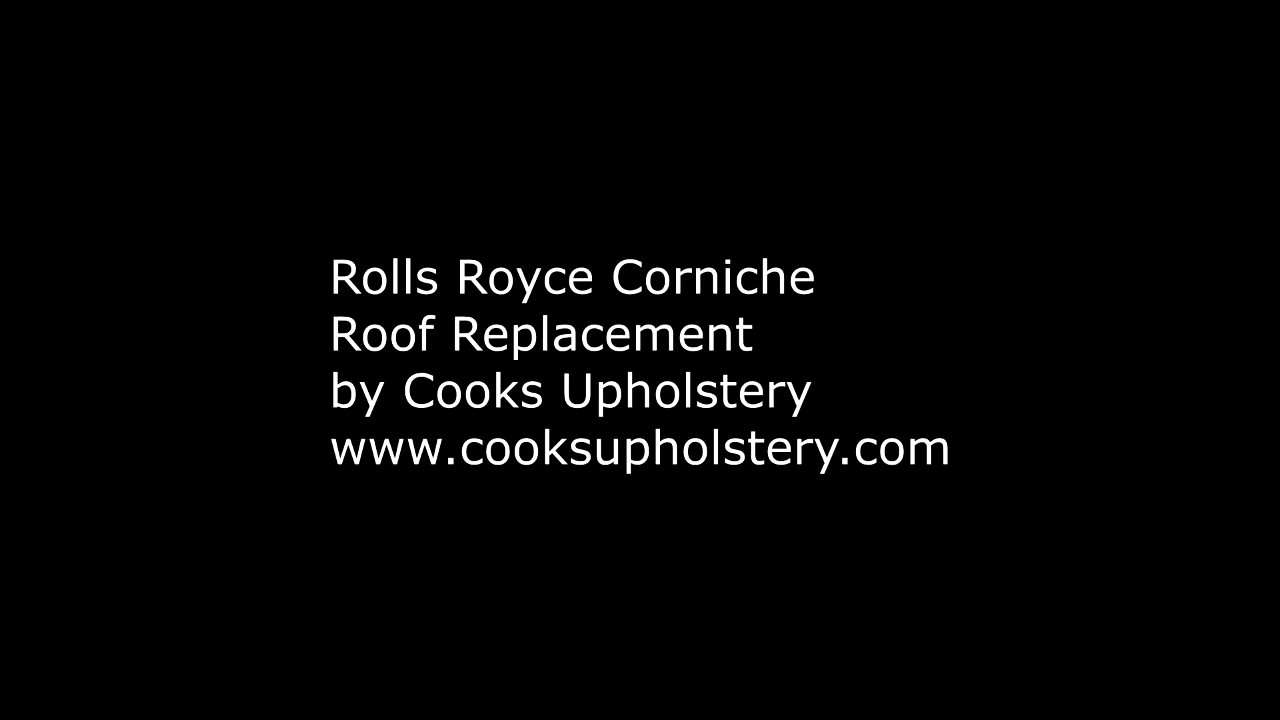 Rolls Royce Corniche
Roof Replacement
by Cooks Upholstery
www.cooksupholstery.com